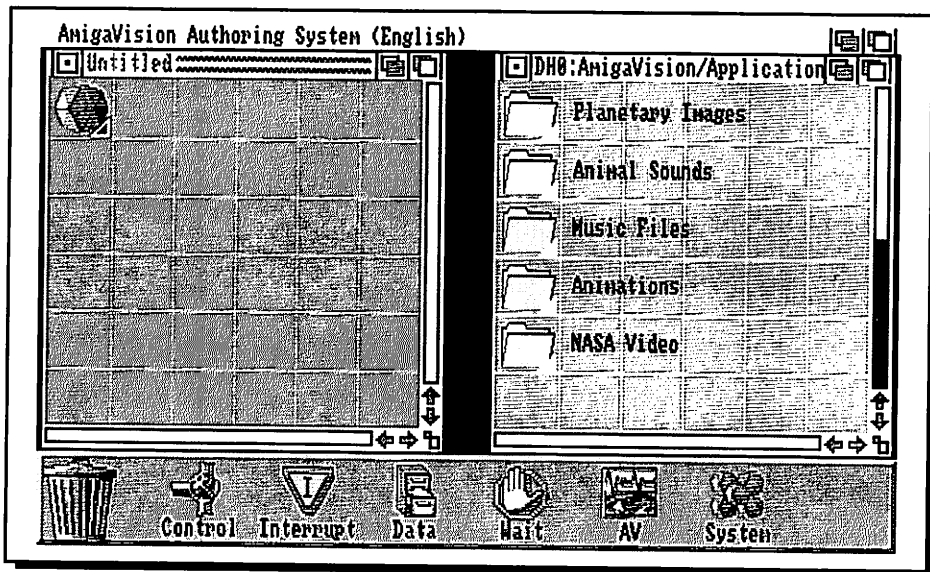 AmigaVision Authoring System (English)
Untitled
DH0:AmigaVision/Application
Planetary Images
Animal Sounds
Music Files
Animations
NASA Video
I
Control Interrupt Data Wait AV System